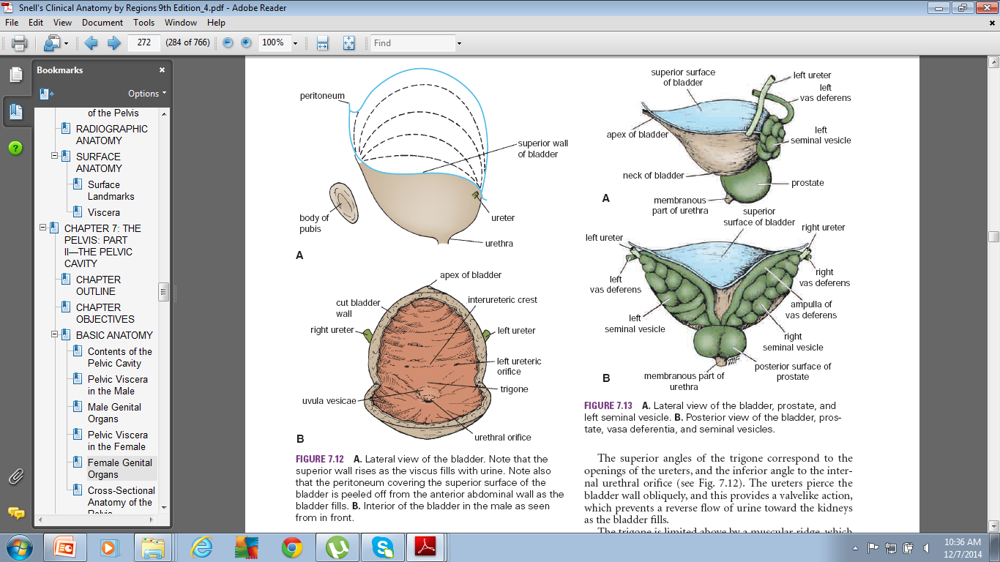 Snell's Clinical Anatomy by Regions 9th Edition_4.pdf - Adobe Reader
File Edit View Document Tools Window Help
272 (284 of 766) 100% Find
Bookmarks
Options
of the Pelvis
RADIOGRAPHIC
ANATOMY
SURFACE
ANATOMY
Surface
Landmarks
Viscera
CHAPTER 7: THE
PELVIS: PART
II—THE PELVIC
CAVITY
CHAPTER
OUTLINE
CHAPTER
OBJECTIVES
BASIC ANATOMY
Contents of the
Pelvic Cavity
Pelvic Viscera
in the Male
Male Genital
Organs
Pelvic Viscera
in the Female
Female Genital
Organs
Cross-Sectional
Anatomy of the
Pelvis
peritoneum
superior wall
of bladder
body of
pubis
ureter
urethra
A
apex of bladder
cut bladder
wall
interureteric crest
right ureter
left ureter
left ureteric
orifice
trigone
uvula vesicae
urethral orifice
B
FIGURE 7.12 A. Lateral view of the bladder. Note that the
superior wall rises as the viscus fills with urine. Note also
that the peritoneum covering the superior surface of the
bladder is peeled off from the anterior abdominal wall as the
bladder fills. B. Interior of the bladder in the male as seen
from in front.
superior surface
of bladder
left ureter
left
vas deferens
apex of bladder
left
seminal vesicle
neck of bladder
prostate
A
membranous
part of urethra
superior
surface of bladder
left ureter
right ureter
left
vas deferens
right
vas deferens
ampulla of
vas deferens
left
seminal vesicle
right
seminal vesicle
posterior surface of
prostate
B
membranous part of
urethra
FIGURE 7.13 A. Lateral view of the bladder, prostate, and
left seminal vesicle. B. Posterior view of the bladder, pros-
tate, vasa deferentia, and seminal vesicles.
The superior angles of the trigone correspond to the
openings of the ureters, and the inferior angle to the inter-
nal urethral orifice (see Fig. 7.12). The ureters pierce the
bladder wall obliquely, and this provides a valvelike action,
which prevents a reverse flow of urine toward the kidneys
as the bladder fills.
The trigone is limited above by a muscular ridge, which
10:36 AM
12/7/2014